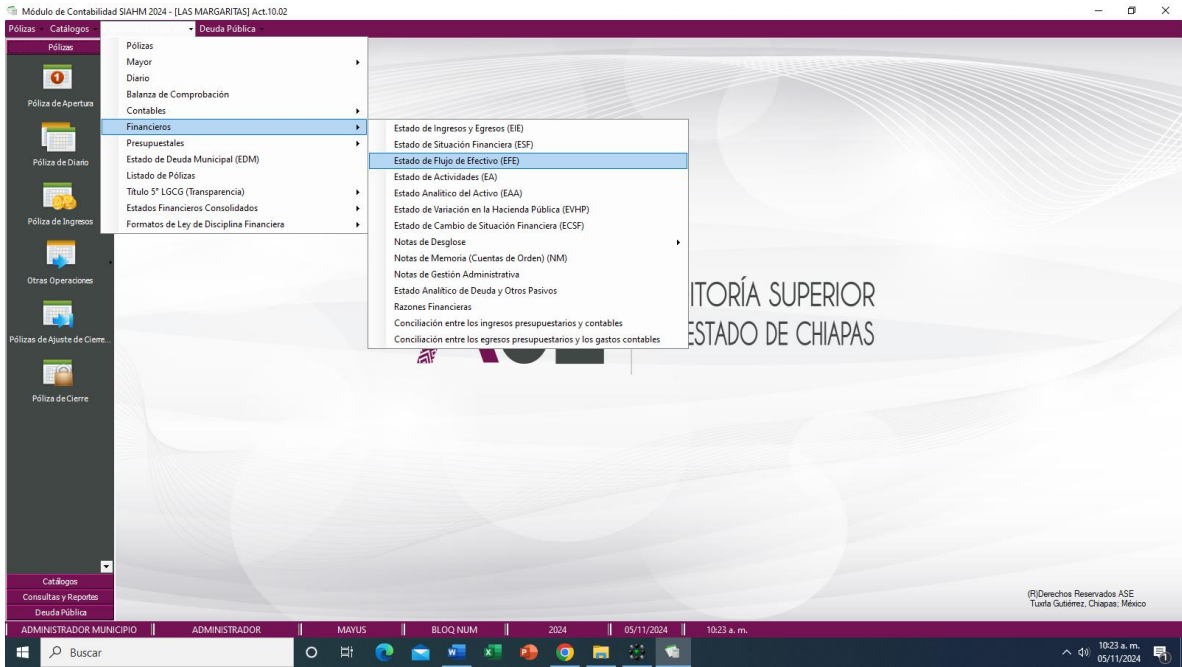 Módulo de Contabilidad SIAHM 2024 - [LAS MARGARITAS] Act.10.02
Pólizas Catálogos Deuda Pública
Pólizas
Póliza de Apertura
Póliza de Diario
Póliza de Ingresos
Otras Operaciones
Pólizas de Ajuste de Cierre...
Póliza de Cierre
Pólizas
Mayor
Diario
Balanza de Comprobación
Contables
Financieros
Presupuestales
Estado de Deuda Municipal (EDM)
Listado de Pólizas
Título 5° LGCG (Transparencia)
Estados Financieros Consolidados
Formatos de Ley de Disciplina Financiera
Estado de Ingresos y Egresos (EIE)
Estado de Situación Financiera (ESF)
Estado de Flujo de Efectivo (EFE)
Estado de Actividades (EA)
Estado Analitico del Activo (EAA)
Estado de Variación en la Hacienda Pública (EVHP)
Estado de Cambio de Situación Financiera (ECSF)
Notas de Desglose
Notas de Memoria (Cuentas de Orden) (NM)
Notas de Gestión Administrativa
Estado Analítico de Deuda y Otros Pasivos
Razones Financieras
Conciliación entre los ingresos presupuestarios y contables
Conciliación entre los egresos presupuestarios y los gastos contables
ITORÍA SUPERIOR
ESTADO DE CHIAPAS
Catálogos
Consultas y Reportes
Deuda Pública
(R)Derechos Reservados ASE
Tuxtla Gutiérrez, Chiapas; México
ADMINISTRADOR MUNICIPIO ADMINISTRADOR MAYUS BLOQ NUM 2024 05/11/2024 10:23 a. m.
Buscar
10:23 a. m.
05/11/2024